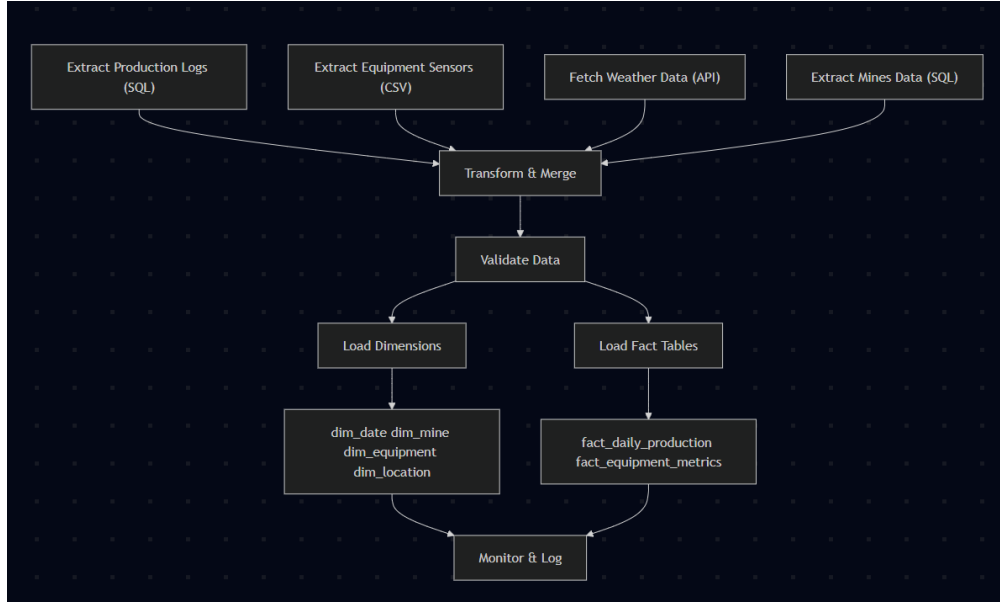 Extract Production Logs
(SQL)
Extract Equipment Sensors
(CSV)
Fetch Weather Data (API)
Extract Mines Data (SQL)
Transform & Merge
Validate Data
Load Dimensions
Load Fact Tables
dim_date dim_mine
dim_equipment
dim_location
fact_daily_production
fact_equipment_metrics
Monitor & Log